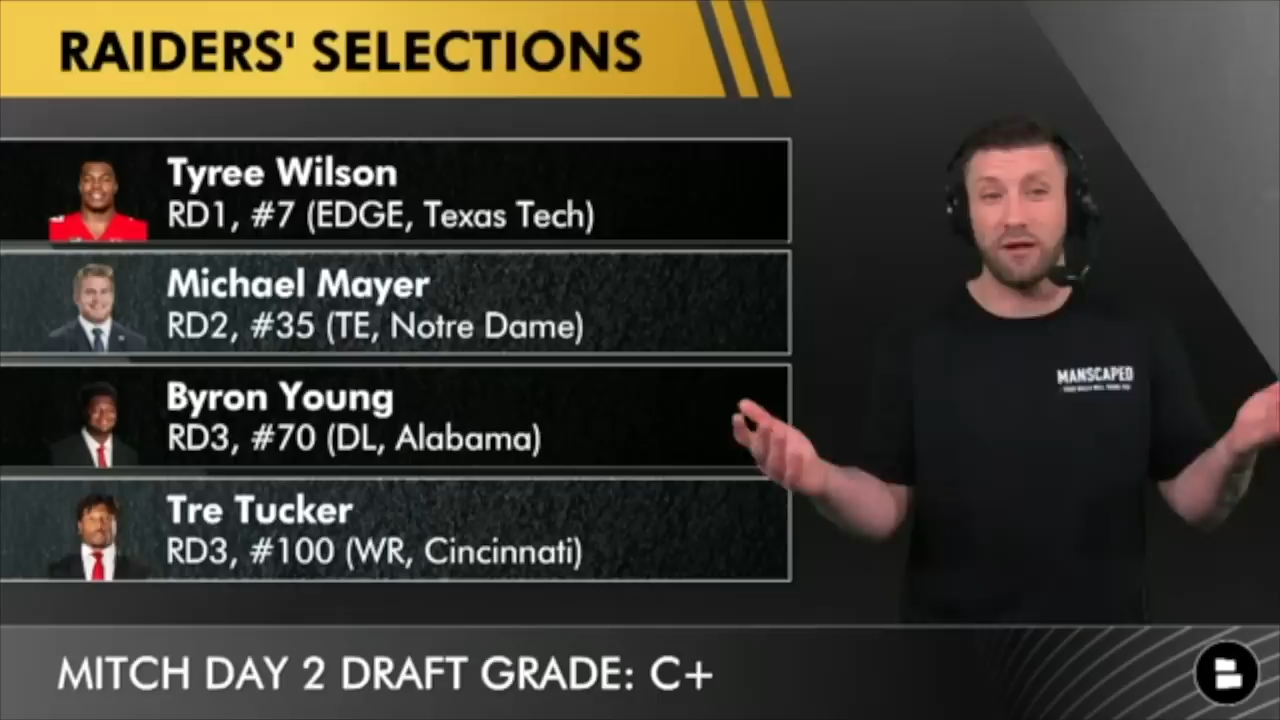 RAIDERS' SELECTIONS
Tyree Wilson
RD1, #7 (EDGE, Texas Tech)
Michael Mayer
RD2, #35 (TE, Notre Dame)
Byron Young
RD3, #70 (DL, Alabama)
Tre Tucker
RD3, #100 (WR, Cincinnati)
MANSCAPED
MITCH DAY 2 DRAFT GRADE: C+